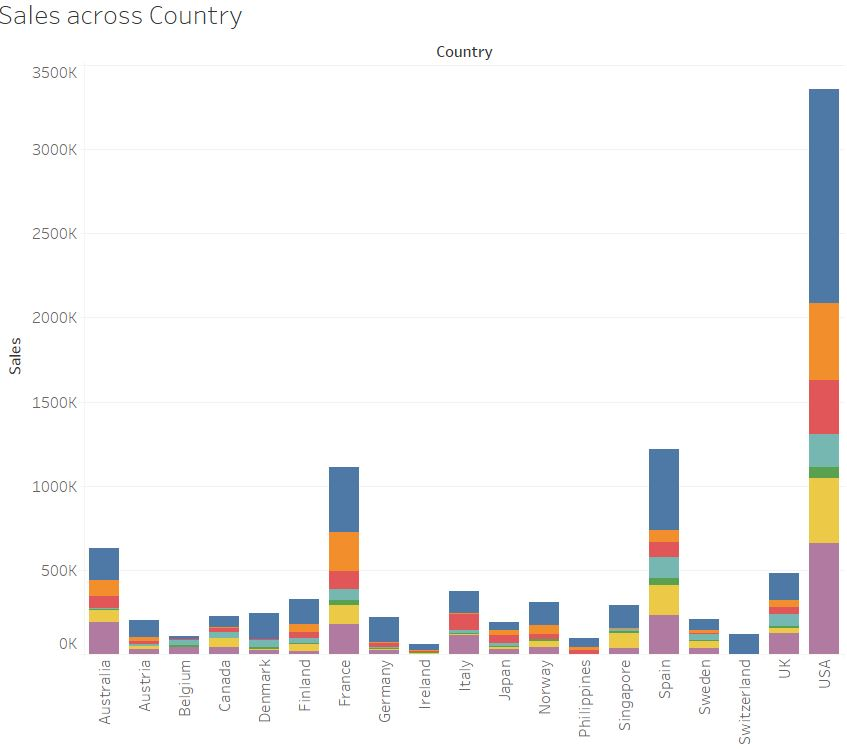 Sales across Country
Country
3500K
3000K
2500K
2000K
1500K
1000K
500K
0K
Sales
Australia
Austria
Belgium
Canada
Denmark
Finland
France
Germany
Ireland
Italy
Japan
Norway
Philippines
Singapore
Spain
Sweden
Switzerland
UK
USA